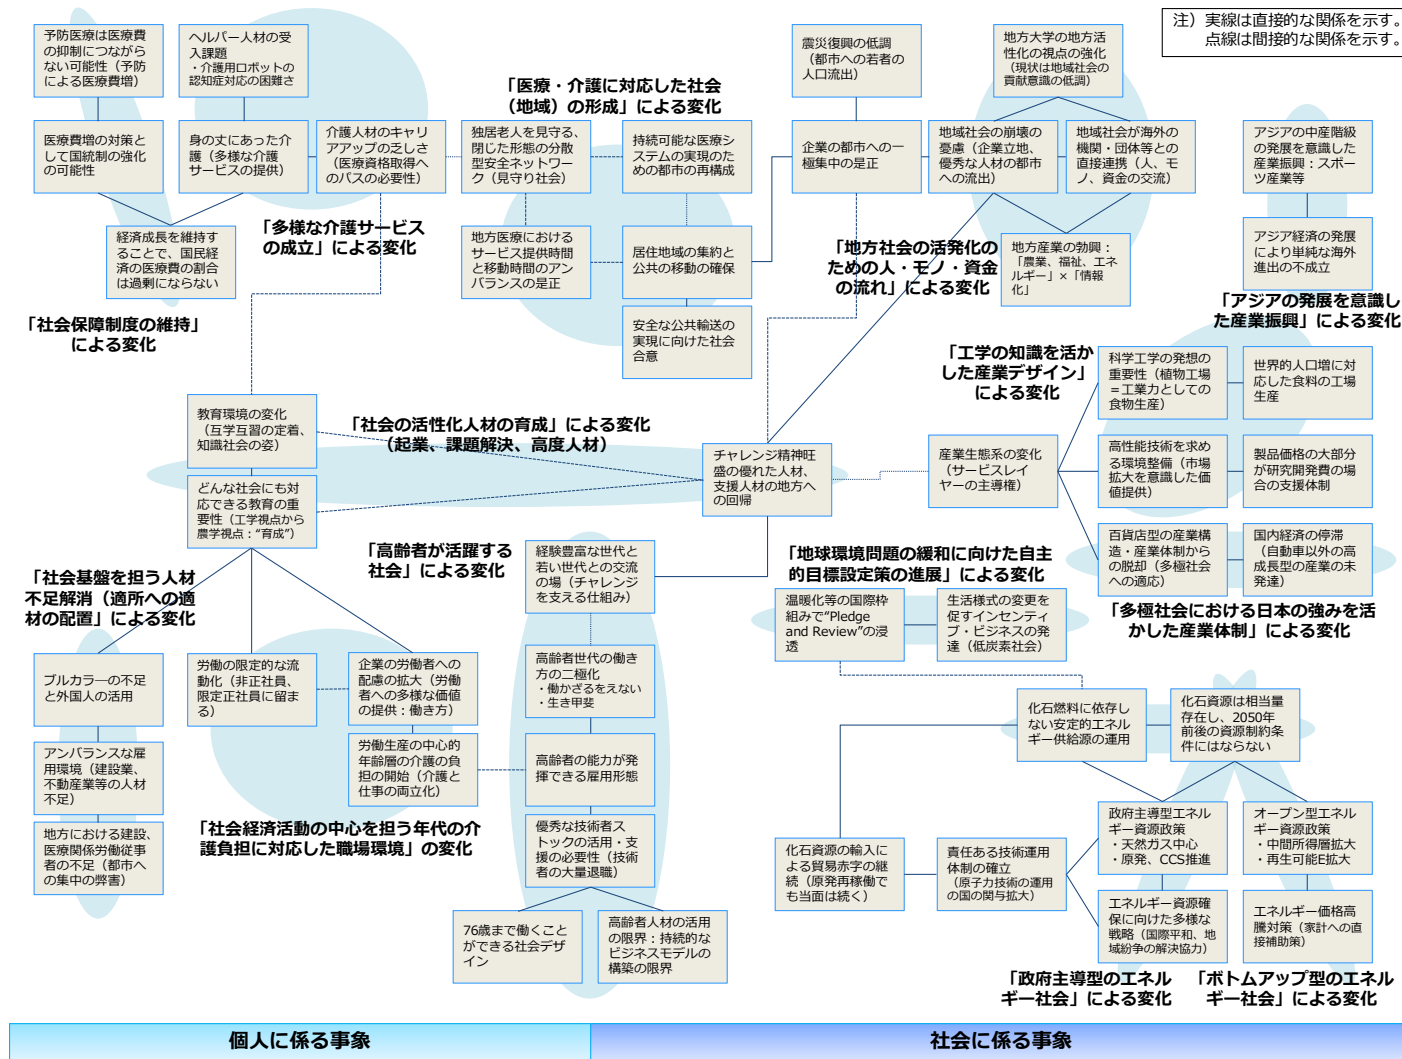 注）実線は直接的な関係を示す。
点線は間接的な関係を示す。
予防医療は医療費
の抑制につながら
ない可能性（予防
による医療費増）
ヘルパー人材の受
入課題
・介護用ロボットの
認知症対応の困難さ
医療費増の対策と
して国統制の強化
の可能性
身の丈にあった介
護（多様な介護
サービスの提供）
介護人材のキャリ
アアップの乏しさ
（医療資格取得へ
のパスの必要性）
経済成長を維持す
ることで、国民経
済の医療費の割合
は過剰にならない
「社会保障制度の維持」
による変化
「多様な介護サービス
の成立」による変化
「医療・介護に対応した社会
（地域）の形成」による変化
独居老人を見守る、
閉じた形態の分散
型安全ネットワー
ク（見守り社会）
持続可能な医療シ
ステムの実現のた
めの都市の再構成
地方医療における
サービス提供時間
と移動時間のアン
バランスの是正
居住地域の集約と
公共の移動の確保
安全な公共輸送の
実現に向けた社会
合意
震災復興の低調
（都市への若者の
人口流出）
企業の都市への一
極集中の是正
地方大学の地方活
性化の視点の強化
（現状は地域社会の
貢献意識の低調）
地域社会の崩壊の
憂慮（企業立地、
優秀な人材の都市
への流出）
地域社会が海外の
機関・団体等との
直接連携（人、モ
ノ、資金の交流）
地方産業の勃興：
「農業、福祉、エネ
ルギー」×「情報
化」
「地方社会の活発化の
ための人・モノ・資金
の流れ」による変化
アジアの中産階級
の発展を意識した
産業振興：スポー
ツ産業等
アジア経済の発展
により単純な海外
進出の不成立
「アジアの発展を意識し
た産業振興」による変化
「工学の知識を活か
した産業デザイン」
による変化
科学工学の発想の
重要性（植物工場
＝工業力としての
食物生産）
世界的人口増に対
応した食料の工場
生産
産業生態系の変化
（サービスレイ
ヤーの主導権）
高性能技術を求め
る環境整備（市場
拡大を意識した価
値提供）
製品価格の大部分
が研究開発費の場
合の支援体制
百貨店型の産業構
造・産業体制から
の脱却（多極社会
への適応）
国内経済の停滞
（自動車以外の高
成長型の産業の未
発達）
「多極社会における日本の強みを活
かした産業体制」による変化
教育環境の変化
（互学互習の定着、
知識社会の姿）
「社会の活性化人材の育成」による変化
（起業、課題解決、高度人材）
チャレンジ精神旺
盛の優れた人材、
支援人材の地方へ
の回帰
どんな社会にも対
応できる教育の重
要性（工学視点から
農学視点：“育成”）
「社会基盤を担う人材
不足解消（適所への適
材の配置」による変化
ブルカラーの不足
と外国人の活用
アンバランスな雇
用環境（建設業、
不動産業等の人材
不足）
地方における建設、
医療関係労働従事
者の不足（都市へ
の集中の弊害）
労働の限定的な流
動化（非正社員、
限定正社員に留ま
る）
企業の労働者への
配慮の拡大（労働
者への多様な価値
の提供：働き方）
労働生産の中心的
年齢層の介護の負
担の開始（介護と
仕事の両立化）
「社会経済活動の中心を担う年代の介
護負担に対応した職場環境」の変化
「高齢者が活躍する
社会」による変化
経験豊富な世代と
若い世代との交流
の場（チャレンジ
を支える仕組み）
高齢者世代の働き
方の二極化
・働かざるをえない
・生き甲斐
高齢者の能力が発
揮できる雇用形態
優秀な技術者ス
トックの活用・支
援の必要性（技術
者の大量退職）
76歳まで働くこと
ができる社会デザ
イン
高齢者人材の活用
の限界：持続的な
ビジネスモデルの
構築の限界
「地球環境問題の緩和に向けた自主
的目標設定策の進展」による変化
温暖化等の国際枠
組みで“Pledge
and Review”の浸
透
生活様式の変更を
促すインセンティ
ブ・ビジネスの発
達（低炭素社会）
化石燃料に依存し
ない安定的エネル
ギー供給源の運用
化石資源は相当量
存在し、2050年
前後の資源制約条
件にはならない
化石資源の輸入に
よる貿易赤字の継
続（原発再稼働で
も当面は続く）
責任ある技術運用
体制の確立
（原子力技術の運用
の国の関与拡大）
政府主導型エネル
ギー資源政策
・天然ガス中心
・原発、CCS推進
オープン型エネル
ギー資源政策
・中間所得層拡大
・再生可能E拡大
エネルギー資源確
保に向けた多様な
戦略（国際平和、地
域紛争の解決協力）
エネルギー価格高
騰対策（家計への直
接補助策）
「政府主導型のエネル
ギー社会」による変化
「ボトムアップ型のエネル
ギー社会」による変化
個人に係る事象
社会に係る事象